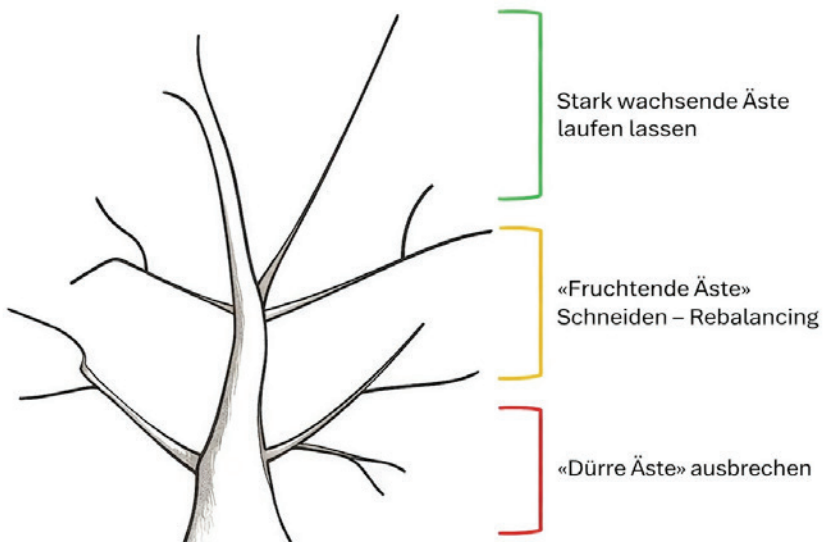 Stark wachsende Äste
laufen lassen
«Fruchtende Äste»
Schneiden – Rebalancing
«Dürre Äste» ausbrechen